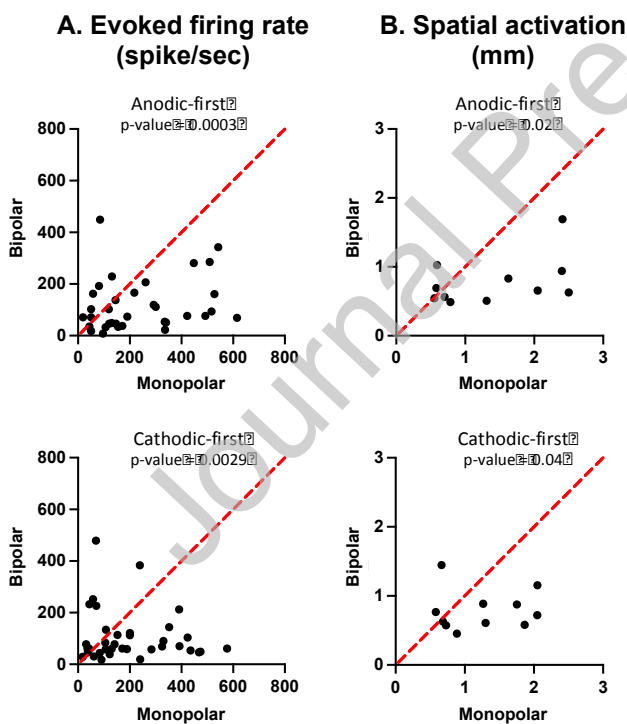 A. Evoked firing rate
(spike/sec)
B. Spatial activation
(mm)
Anodic-first
p-value = 0.0003
800
600
400
200
0
Bipolar
0 200 400 600 800
Monopolar
Anodic-first
p-value = 0.02
3
2
1
0
Bipolar
0 1 2 3
Monopolar
Cathodic-first
p-value = 0.0029
800
600
400
200
0
Bipolar
0 200 400 600 800
Monopolar
Cathodic-first
p-value = 0.04
3
2
1
0
Bipolar
0 1 2 3
Monopolar
Journal Pre